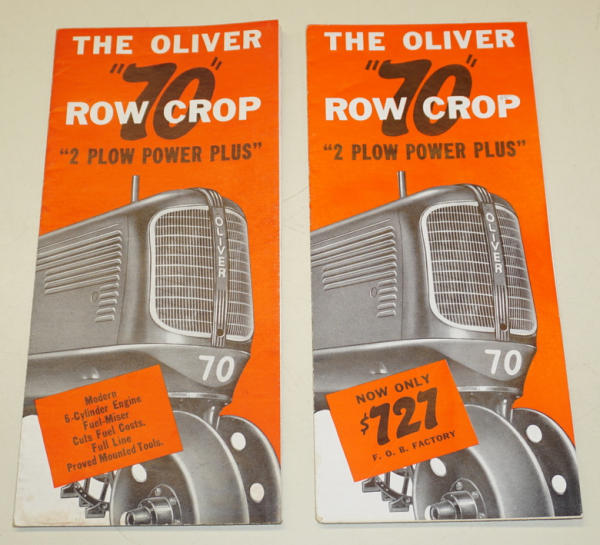 THE OLIVER
"70"
ROW CROP
"2 PLOW POWER PLUS"
OLIVER
70
Modern
6-Cylinder Engine
Fuel-Miser
Cuts Fuel Costs.
Full Line
Proved Mounted Tools.
THE OLIVER
"70"
ROW CROP
"2 PLOW POWER PLUS"
OLIVER
70
NOW ONLY
$727
F. O. B. FACTORY